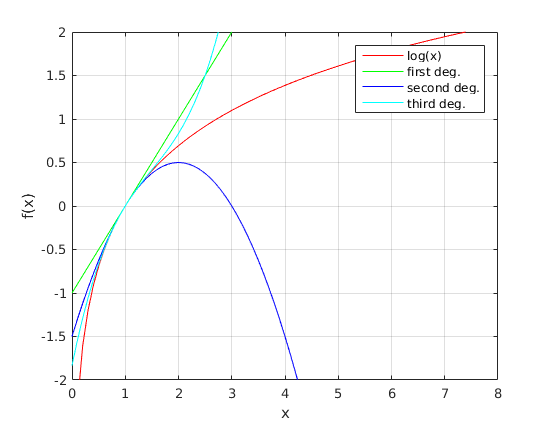 2
1.5
1
0.5
0
-0.5
-1
-1.5
-2
f(x)
log(x)
first deg.
second deg.
third deg.
0 1 2 3 4 5 6 7 8
x